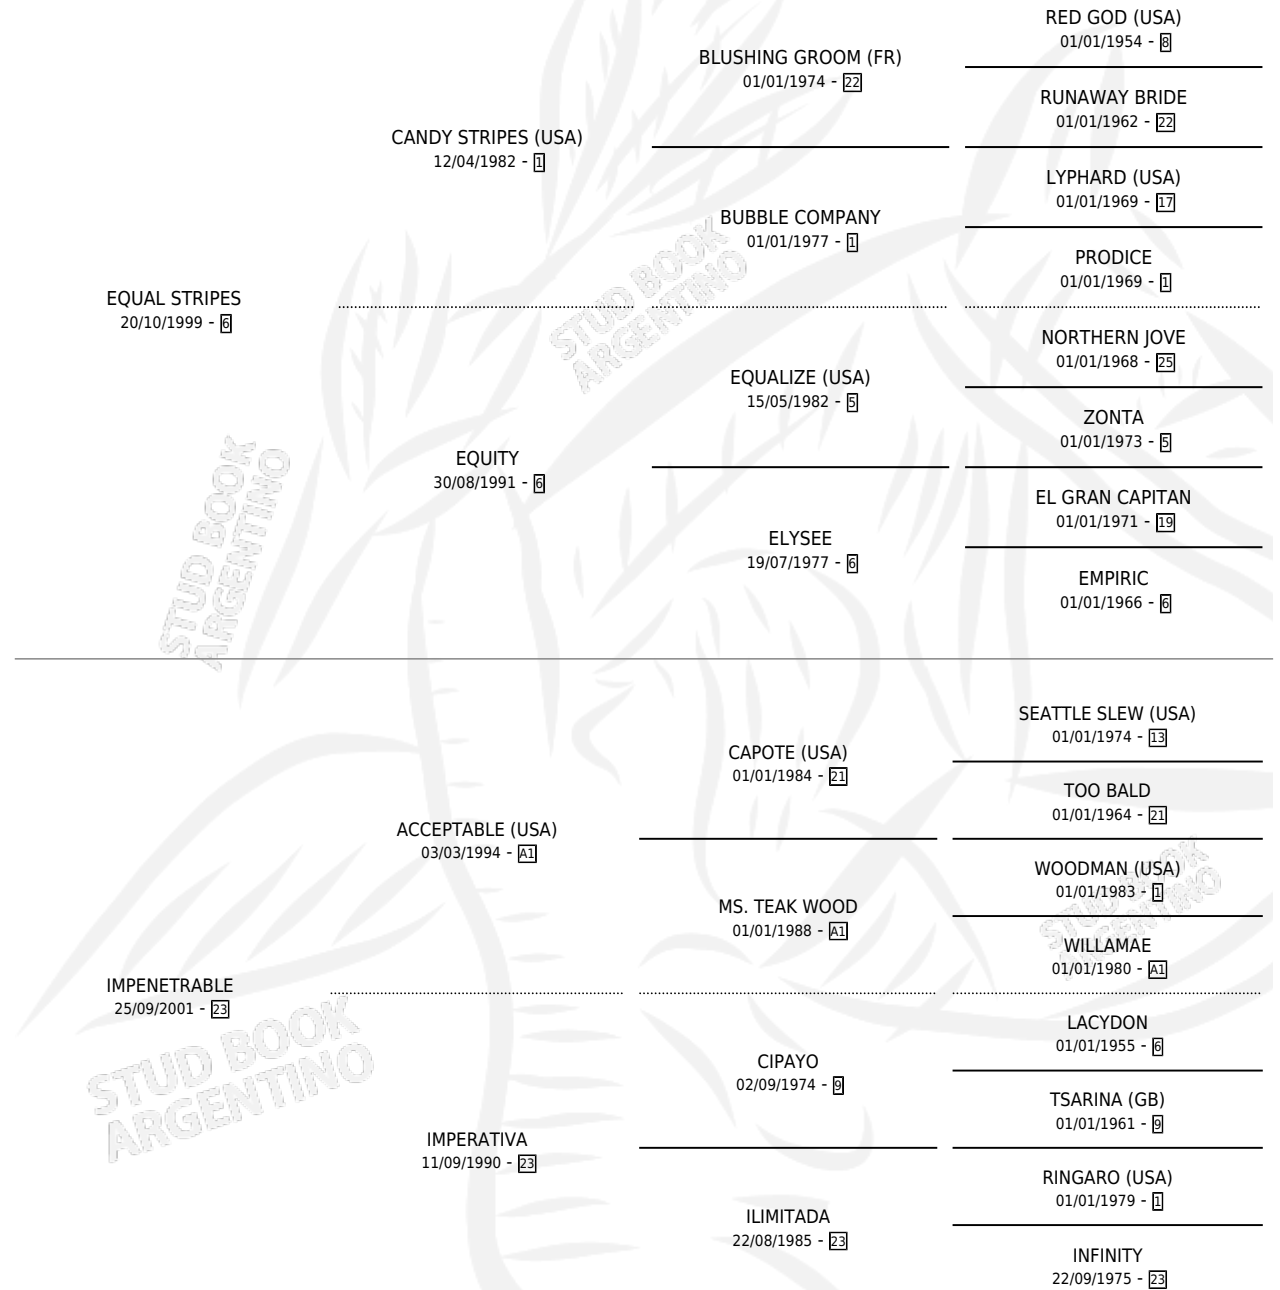 RED GOD (USA)
01/01/1954 - 8
BLUSHING GROOM (FR)
01/01/1974 - 22
RUNAWAY BRIDE
01/01/1962 - 22
CANDY STRIPES (USA)
12/04/1982 - 1
LYPHARD (USA)
01/01/1969 - 17
BUBBLE COMPANY
01/01/1977 - 1
PRODICE
01/01/1969 - 1
EQUAL STRIPES
20/10/1999 - 6
STUD BOOK
ARGENTINO
NORTHERN JOVE
01/01/1968 - 25
EQUALIZE (USA)
15/05/1982 - 5
ZONTA
01/01/1973 - 5
EQUITY
30/08/1991 - 6
EL GRAN CAPITAN
01/01/1971 - 19
ELYSEE
19/07/1977 - 6
EMPIRIC
01/01/1966 - 6
STUD BOOK
ARGENTINO
SEATTLE SLEW (USA)
01/01/1974 - 13
CAPOTE (USA)
01/01/1984 - 21
TOO BALD
01/01/1964 - 21
ACCEPTABLE (USA)
03/03/1994 - A1
WOODMAN (USA)
01/01/1983 - 1
MS. TEAK WOOD
01/01/1988 - A1
WILLAMAE
01/01/1980 - A1
STUD BOOK
ARGENTINO
IMPENETRABLE
25/09/2001 - 23
LACYDON
01/01/1955 - 6
CIPAYO
02/09/1974 - 9
TSARINA (GB)
01/01/1961 - 9
STUD BOOK
ARGENTINO
IMPERATIVA
11/09/1990 - 23
RINGARO (USA)
01/01/1979 - 1
ILIMITADA
22/08/1985 - 23
INFINITY
22/09/1975 - 23